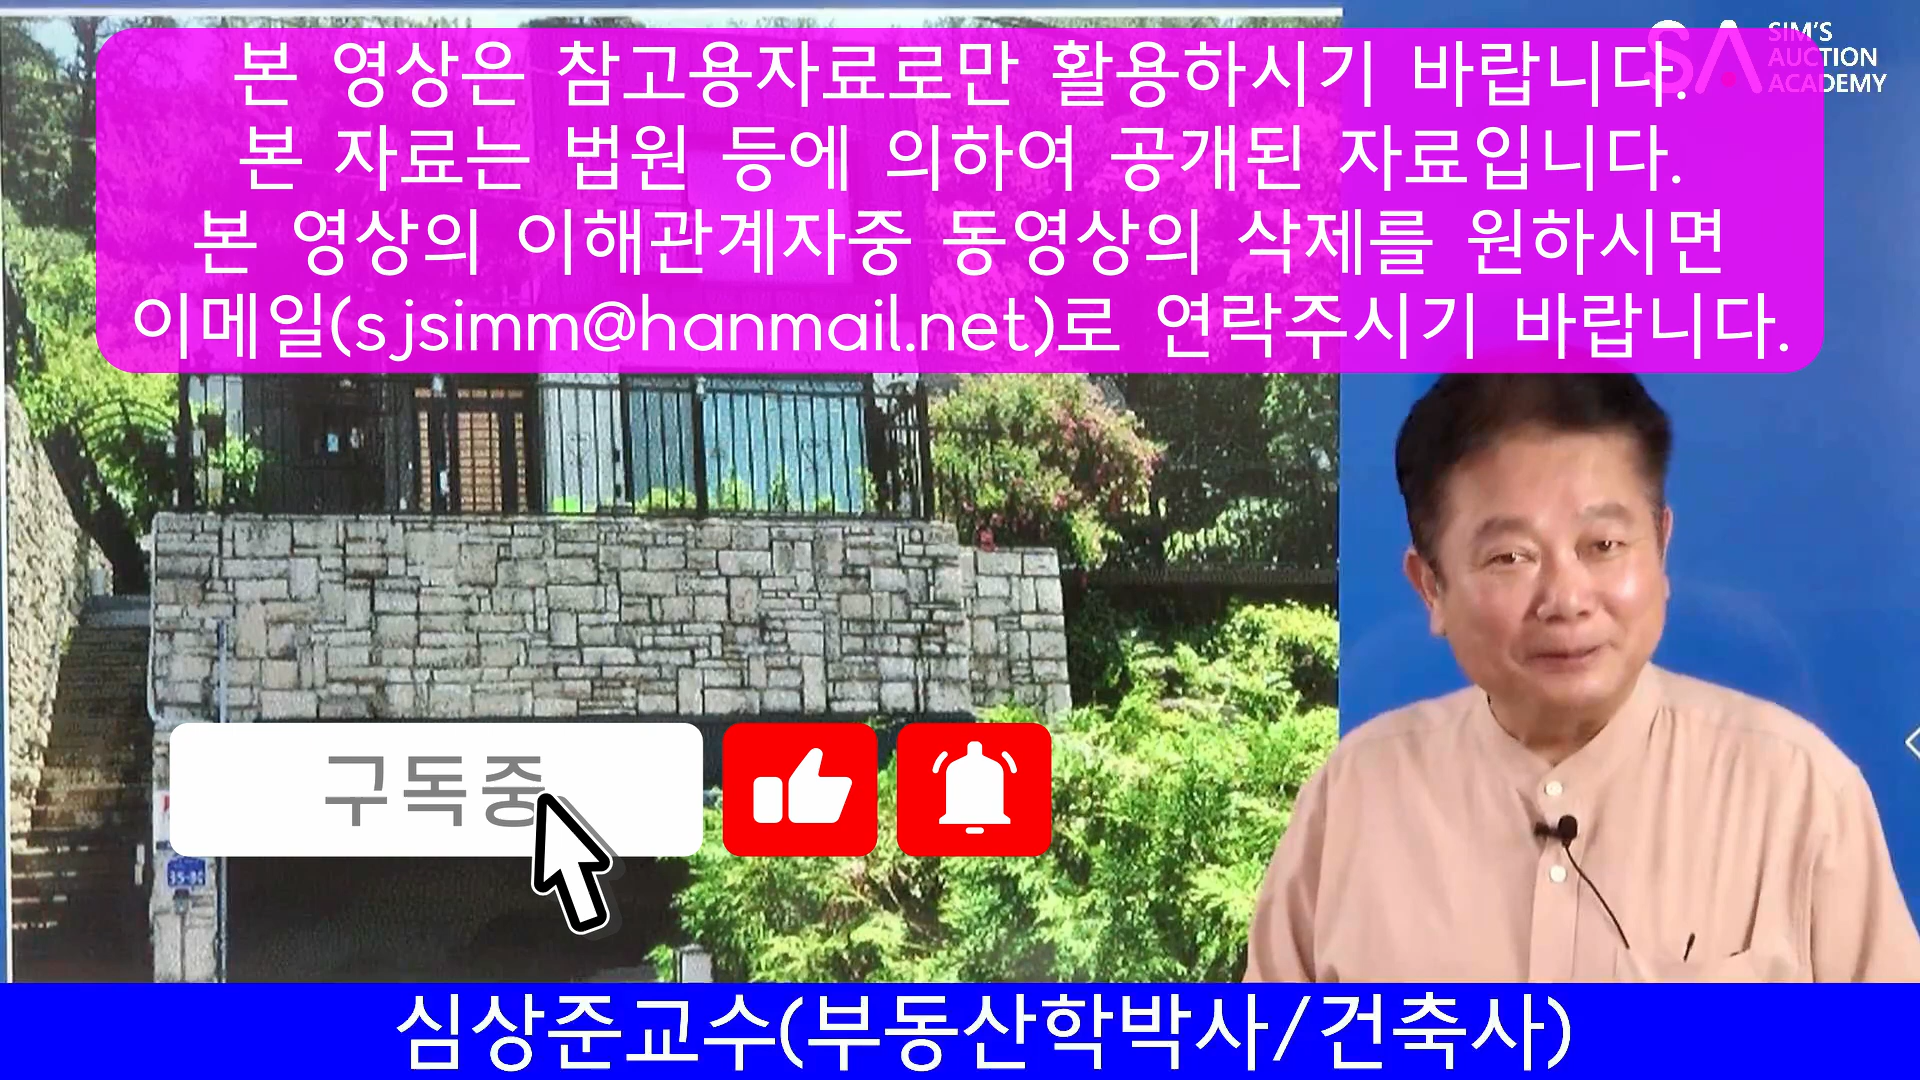 본 영상은 참고용자료로만 활용하시기 바랍니다.
본 자료는 법원 등에 의하여 공개된 자료입니다.
본 영상의 이해관계자중 동영상의 삭제를 원하시면
이메일(sjsimm@hanmail.net)로 연락주시기 바랍니다.
SA SIM'S
AUCTION
ACADEMY
구독중
35-80
심상준교수(부동산학박사/건축사)